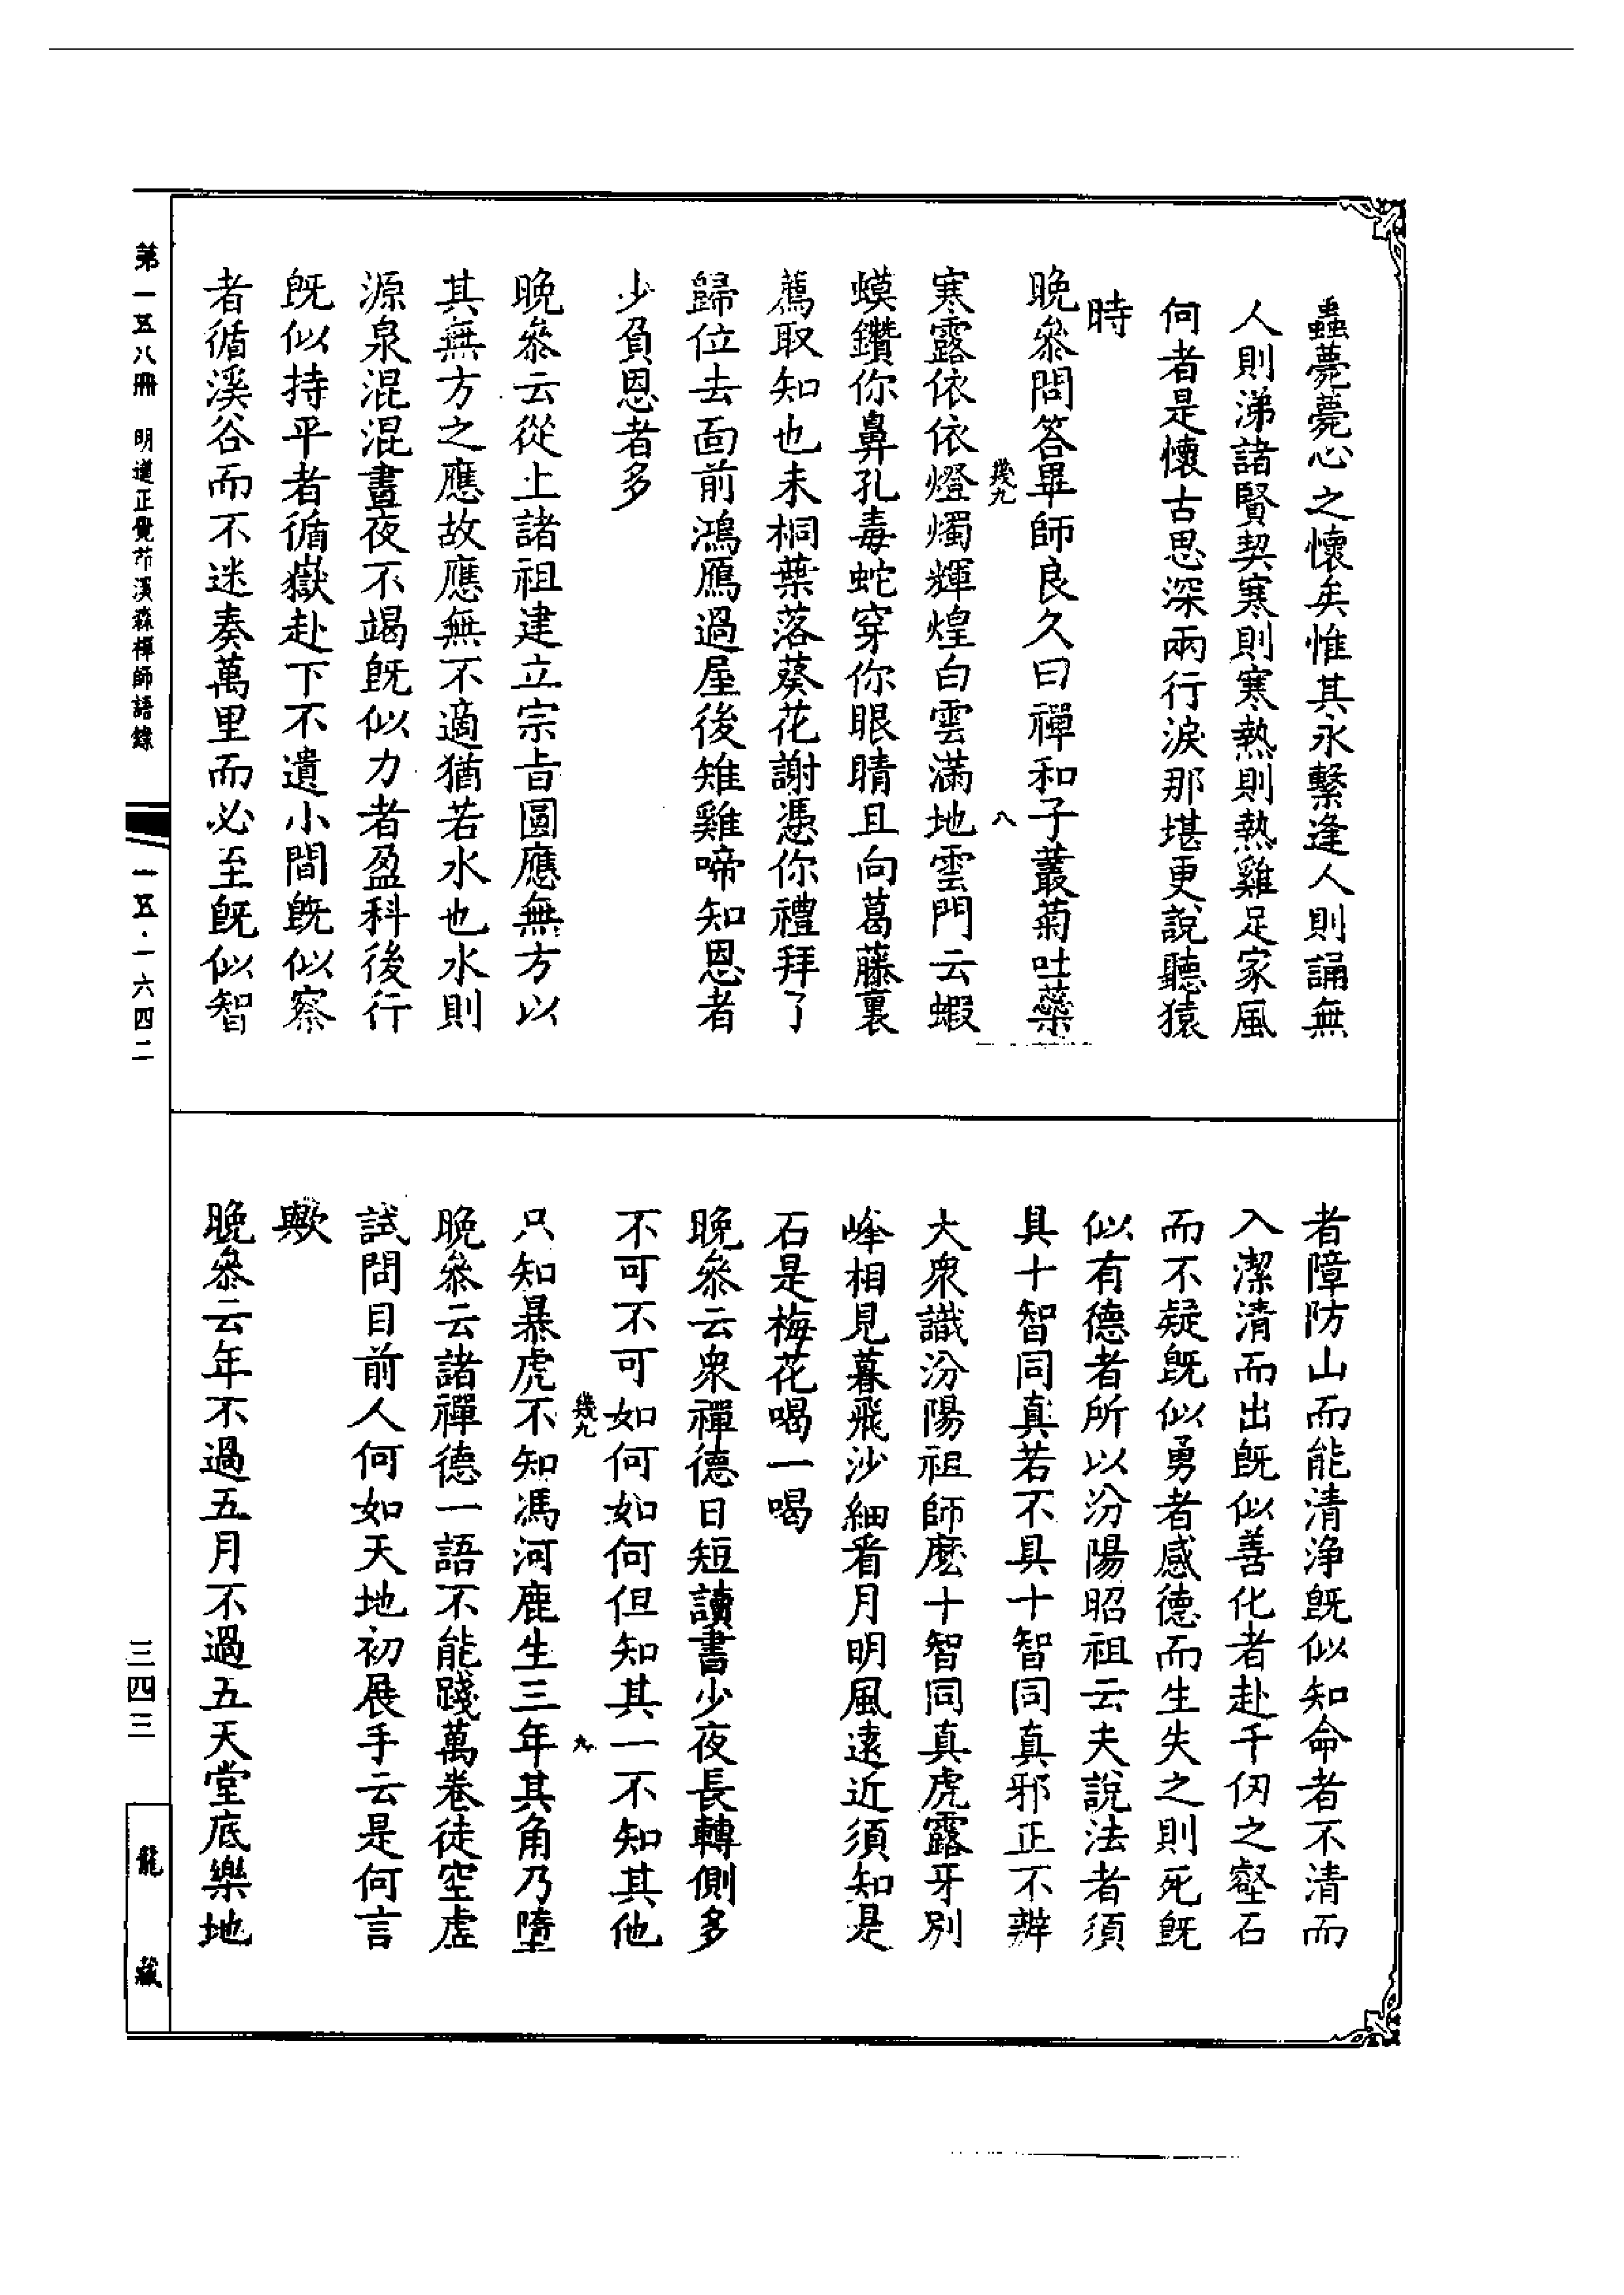 蟲薨薨心之懷矣惟其永繫逢人則誦無
人則涕諸賢契寒則寒熱則熱雞足家風
何者是懷古思深兩行淚那堪更說聽猿
時
晚叅問答畢師良久曰禪和子叢菊吐蘂
幾九 八
寒露依依燈燭輝煌白雲滿地雲門云蝦
蟆鑽你鼻孔毒蛇穿你眼睛且向葛藤裏
薦取知也未桐葉落葵花謝憑你禮拜了
歸位去面前鴻鴈過屋後雉雞啼知恩者
少負恩者多
晚叅云從上諸祖建立宗旨圓應無方以
其無方之應故應無不適猶若水也水則
源泉混混晝夜不竭旣似力者盈科後行
旣似持平者循嶽赴下不遺小間旣似察
者循溪谷而不迷奏萬里而必至旣似智
者障防山而能清淨旣似知命者不清而
入潔清而出旣似善化者赴千仞之壑石
而不疑旣似勇者感德而生失之則死旣
似有德者所以汾陽昭祖云夫說法者須
具十智同真若不具十智同真邪正不辨
大衆識汾陽祖師麽十智同真虎露牙別
峰相見暮飛沙細看月明風遠近須知是
石是梅花喝一喝
晚叅云衆禪德日短讀書少夜長轉側多
不可不可如何如何但知其一不知其他
幾九 九
只知暴虎不知馮河鹿生三年其角乃墮
晚叅云諸禪德一語不能踐萬卷徒空虛
試問目前人何如天地初展手云是何言
歟
晚叅云年不過五月不過五天堂底樂地
第一五八冊 明道正覺茆溪森禪師語錄
一五·一六四二
三四三
龍藏